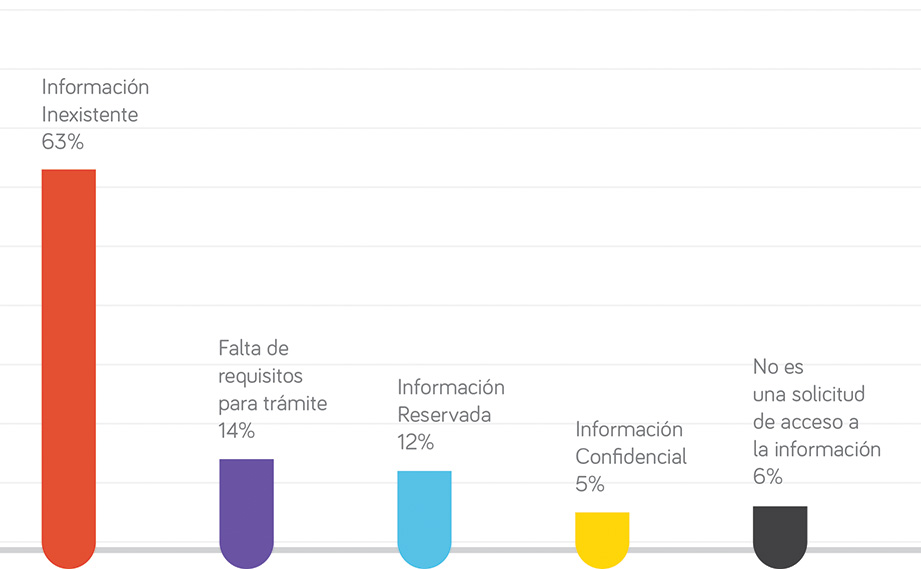 Información
Inexistente
63%
Falta de
requisitos
para trámite
14%
Información
Reservada
12%
Información
Confidencial
5%
No es
una solicitud
de acceso a
la información
6%